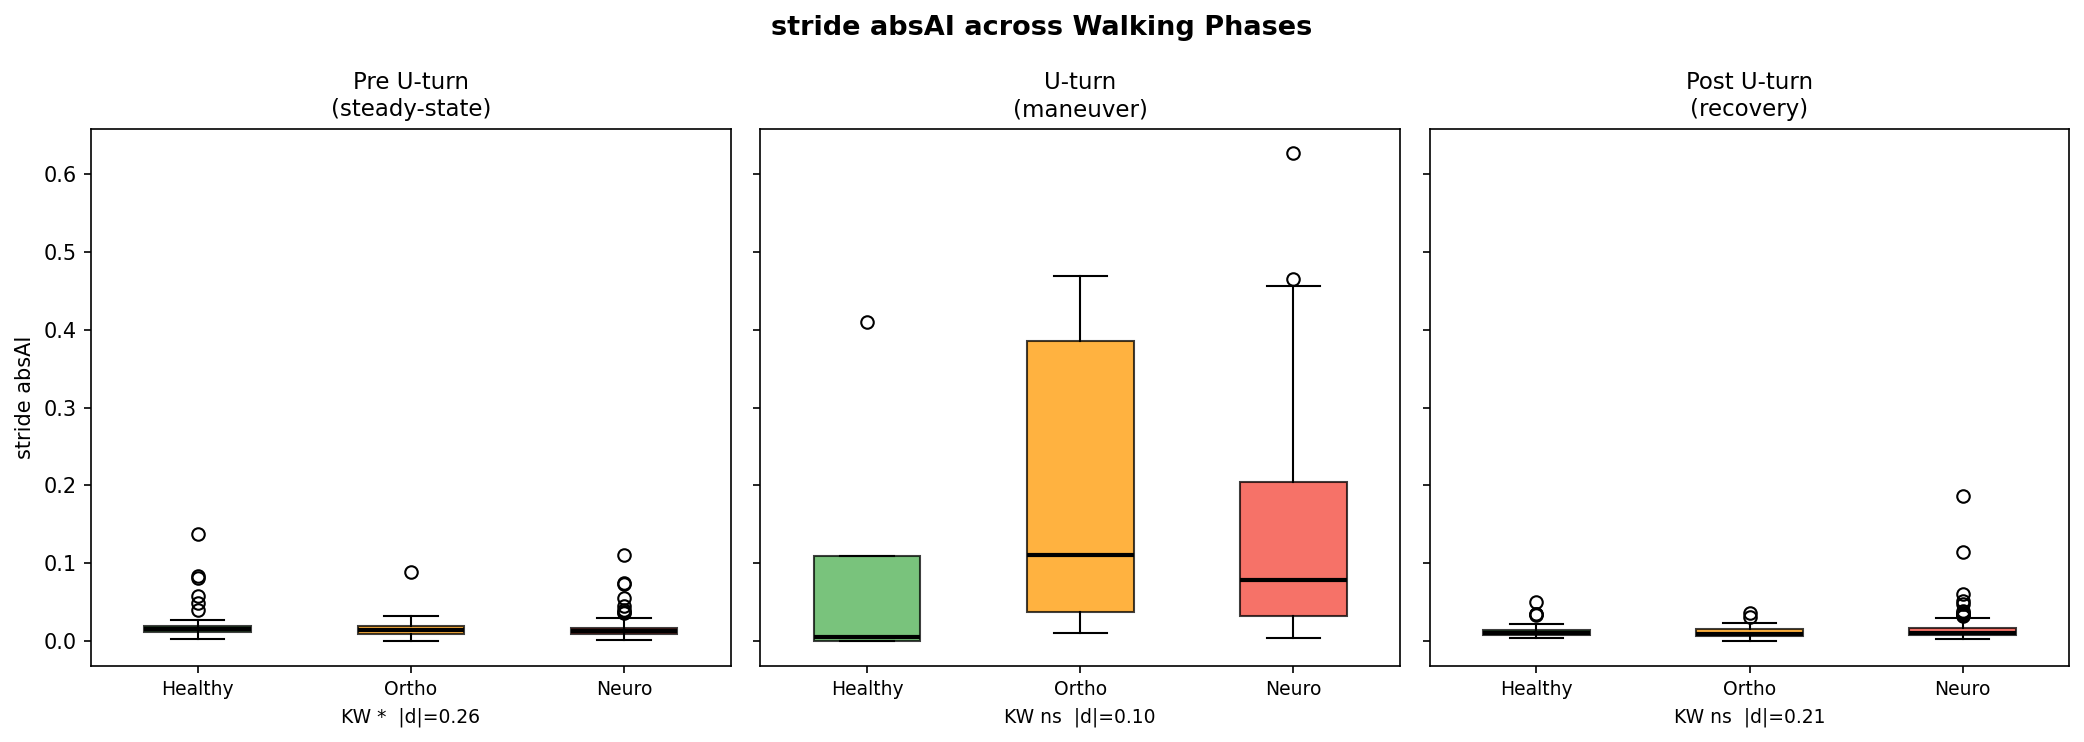 stride absAI across Walking Phases
Pre U-turn
(steady-state)
U-turn
(maneuver)
Post U-turn
(recovery)
stride absAI
0.6
0.5
0.4
0.3
0.2
0.1
0.0
Healthy
Ortho
Neuro
KW *  |d|=0.26
Healthy
Ortho
Neuro
KW ns  |d|=0.10
Healthy
Ortho
Neuro
KW ns  |d|=0.21